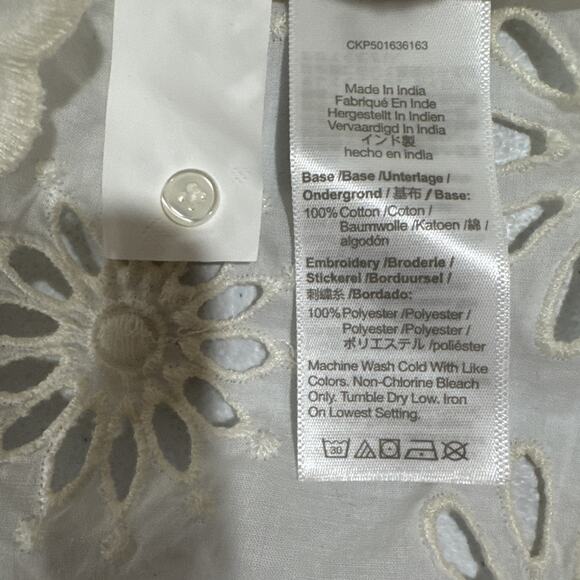 CKP501636163
Made In India
Fabriqué En Inde
Hergestellt In Indien
Vervaardigd In India
インド製
hecho en india
Base /Base /Unterlage/
Ondergrond /基布 / Base:
100% Cotton /Coton /
Baumwolle /Katoen /綿 /
algodón
Embroidery /Broderie /
Stickerei /Borduursel /
刺繍糸 /Bordado:
100% Polyester /Polyester /
Polyester /Polyester /
ポリエステル /poliéster
Machine Wash Cold With Like
Colors. Non-Chlorine Bleach
Only. Tumble Dry Low. Iron
On Lowest Setting.
30